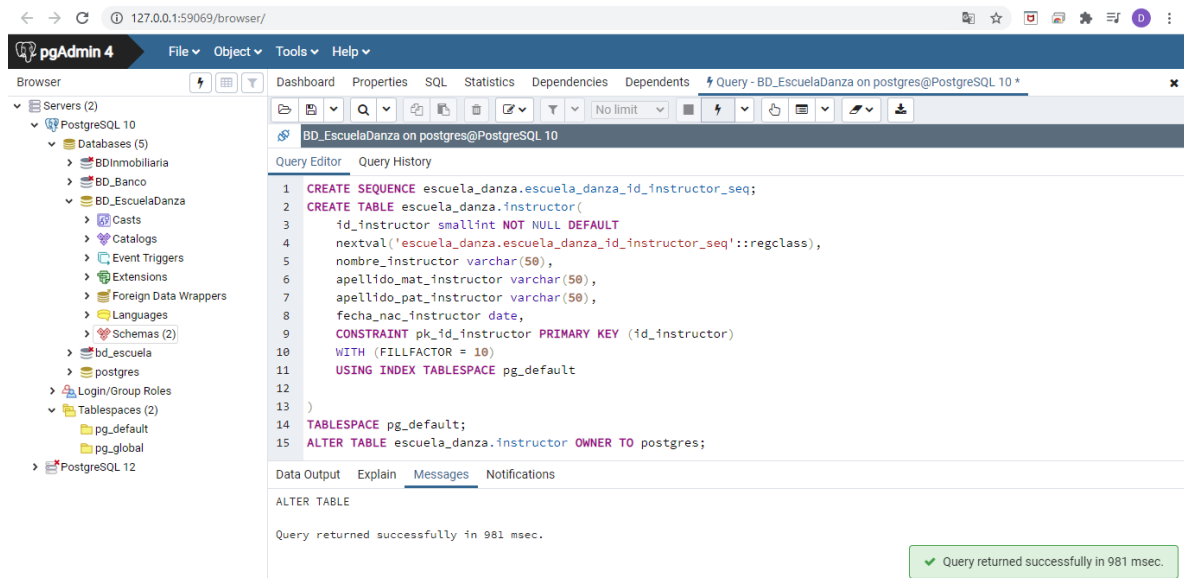 127.0.0.1:59069/browser/
D
pgAdmin 4 File Object Tools Help
Browser
Dashboard Properties SQL Statistics Dependencies Dependents Query - BD_EscuelaDanza on postgres@PostgreSQL 10 *
No limit
BD_EscuelaDanza on postgres@PostgreSQL 10
Query Editor Query History
Servers (2)
PostgreSQL 10
Databases (5)
BDInmobiliaria
BD_Banco
BD_EscuelaDanza
Casts
Catalogs
Event Triggers
Extensions
Foreign Data Wrappers
Languages
Schemas (2)
bd_escuela
postgres
Login/Group Roles
Tablespaces (2)
pg_default
pg_global
PostgreSQL 12
1 CREATE SEQUENCE escuela_danza.escuela_danza_id_instructor_seq;
2 CREATE TABLE escuela_danza.instructor(
3 id_instructor smallint NOT NULL DEFAULT
4 nextval('escuela_danza.escuela_danza_id_instructor_seq'::regclass),
5 nombre_instructor varchar(50),
6 apellido_mat_instructor varchar(50),
7 apellido_pat_instructor varchar(50),
8 fecha_nac_instructor date,
9 CONSTRAINT pk_id_instructor PRIMARY KEY (id_instructor)
10 WITH (FILLFACTOR = 10)
11 USING INDEX TABLESPACE pg_default
12
13 )
14 TABLESPACE pg_default;
15 ALTER TABLE escuela_danza.instructor OWNER TO postgres;
Data Output Explain Messages Notifications
ALTER TABLE
Query returned successfully in 981 msec.
Query returned successfully in 981 msec.